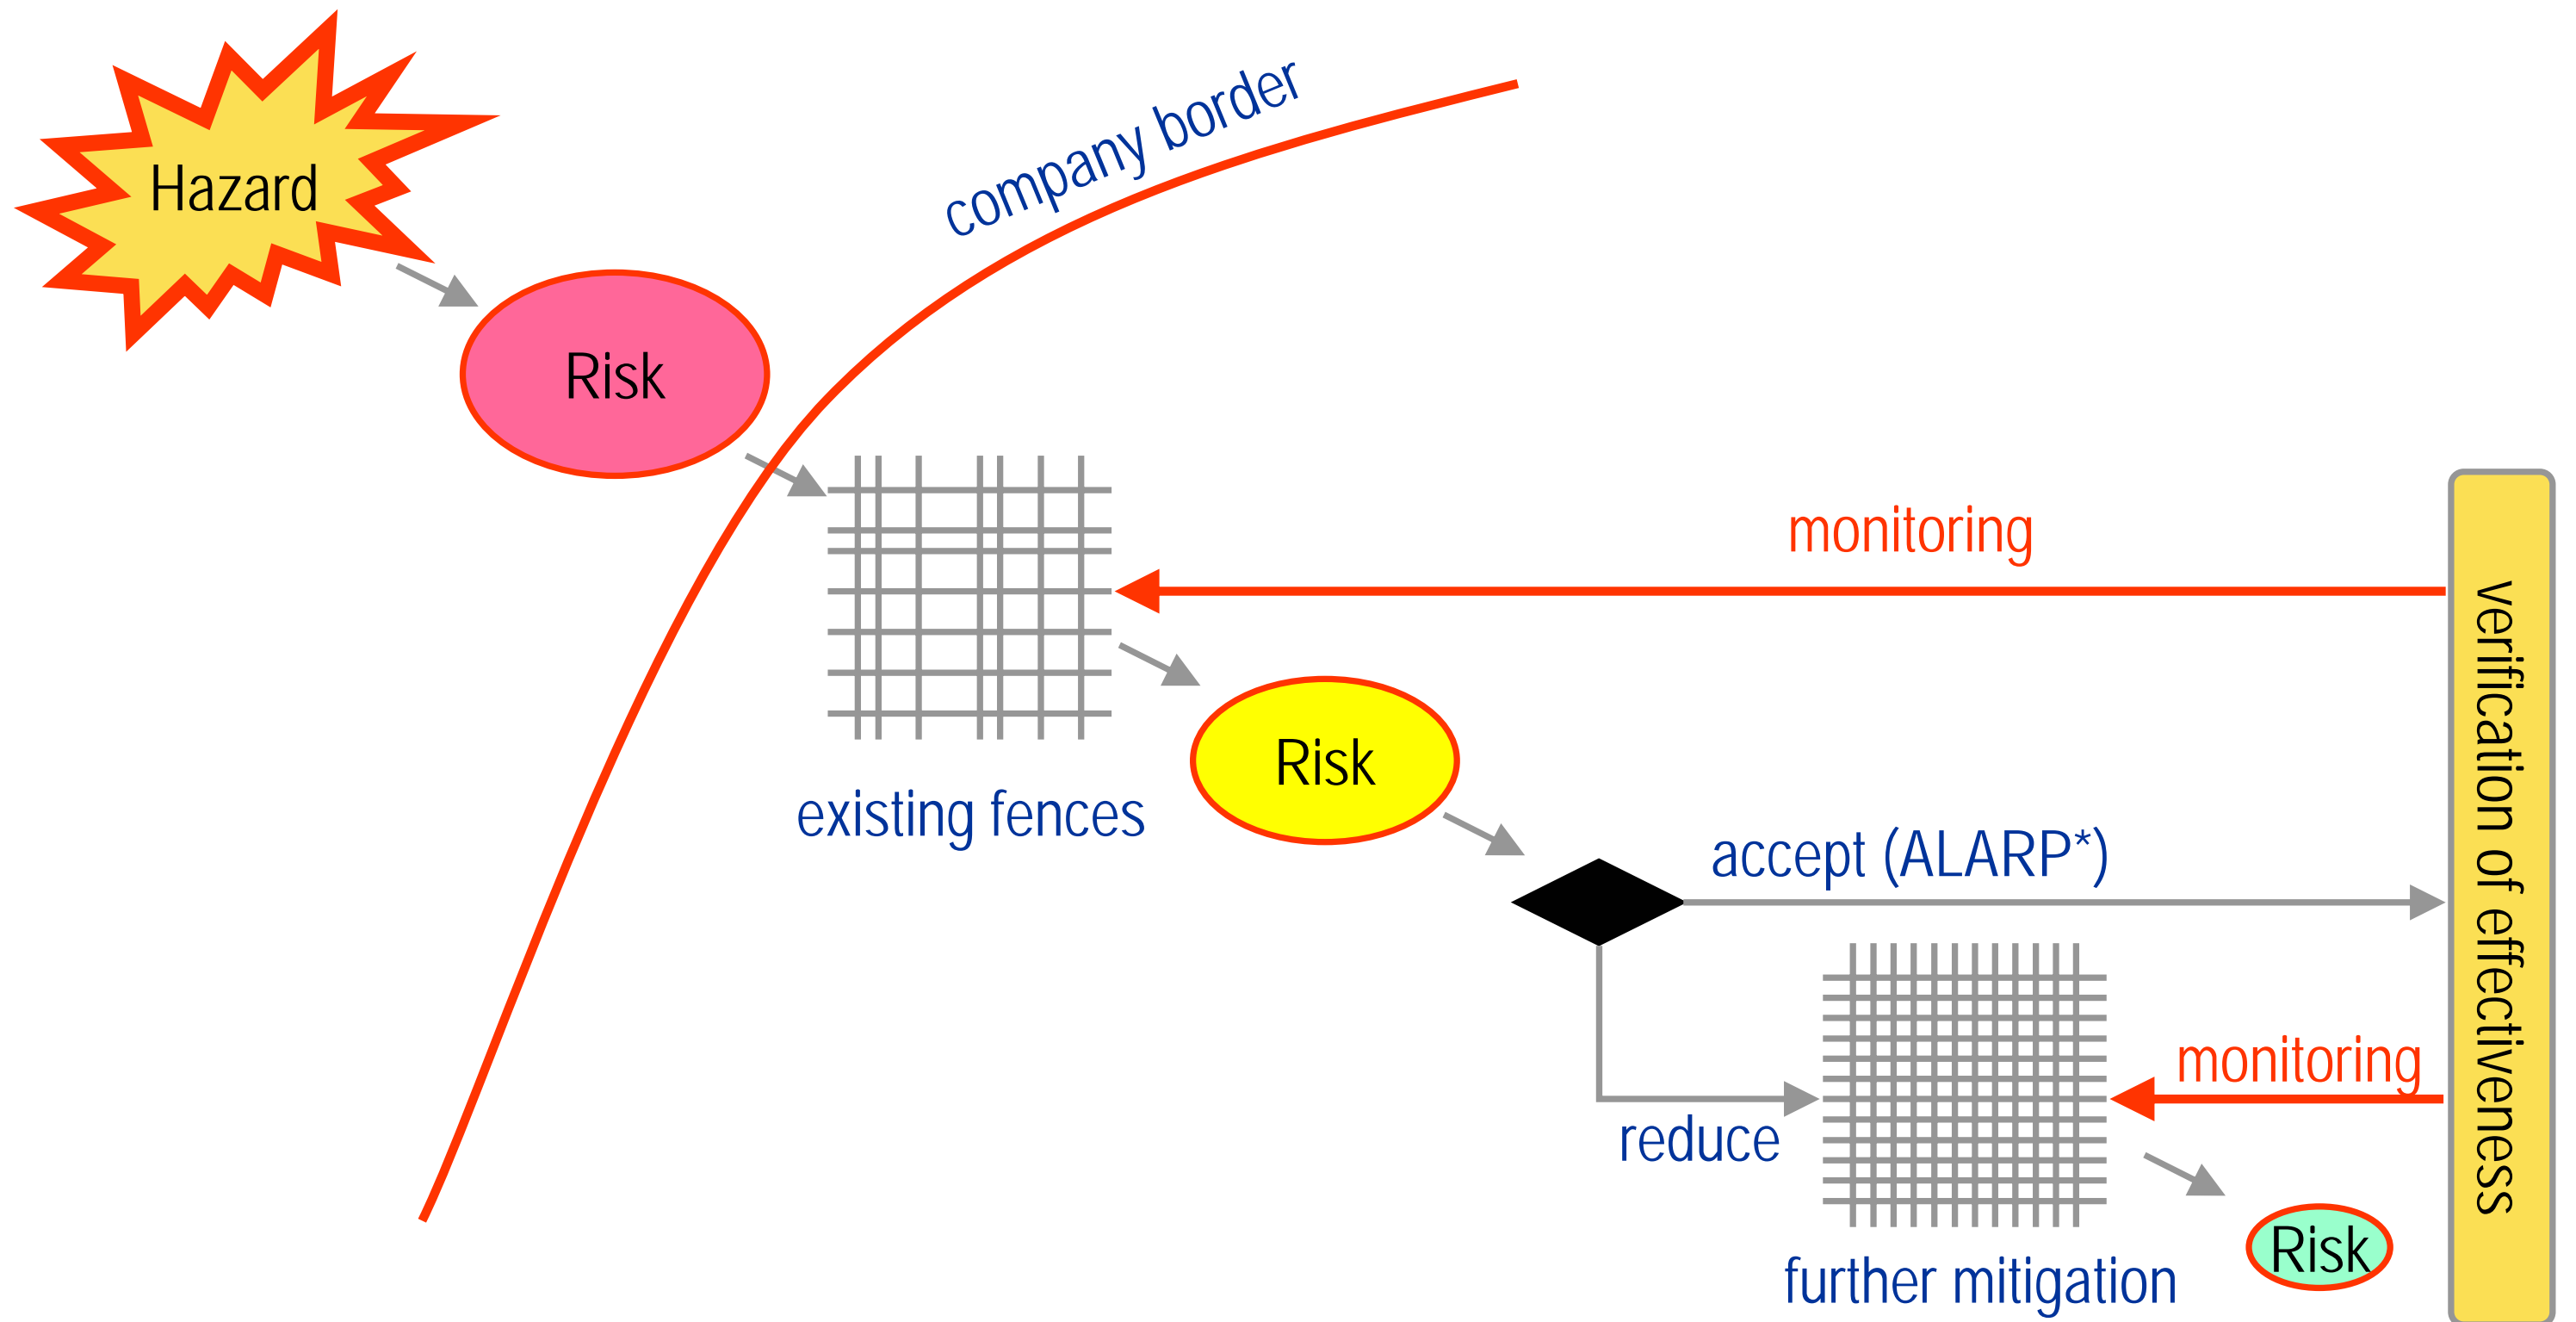 Hazard
company border
Risk
monitoring
existing fences
Risk
accept (ALARP*)
verification of effectiveness
monitoring
reduce
Risk
further mitigation